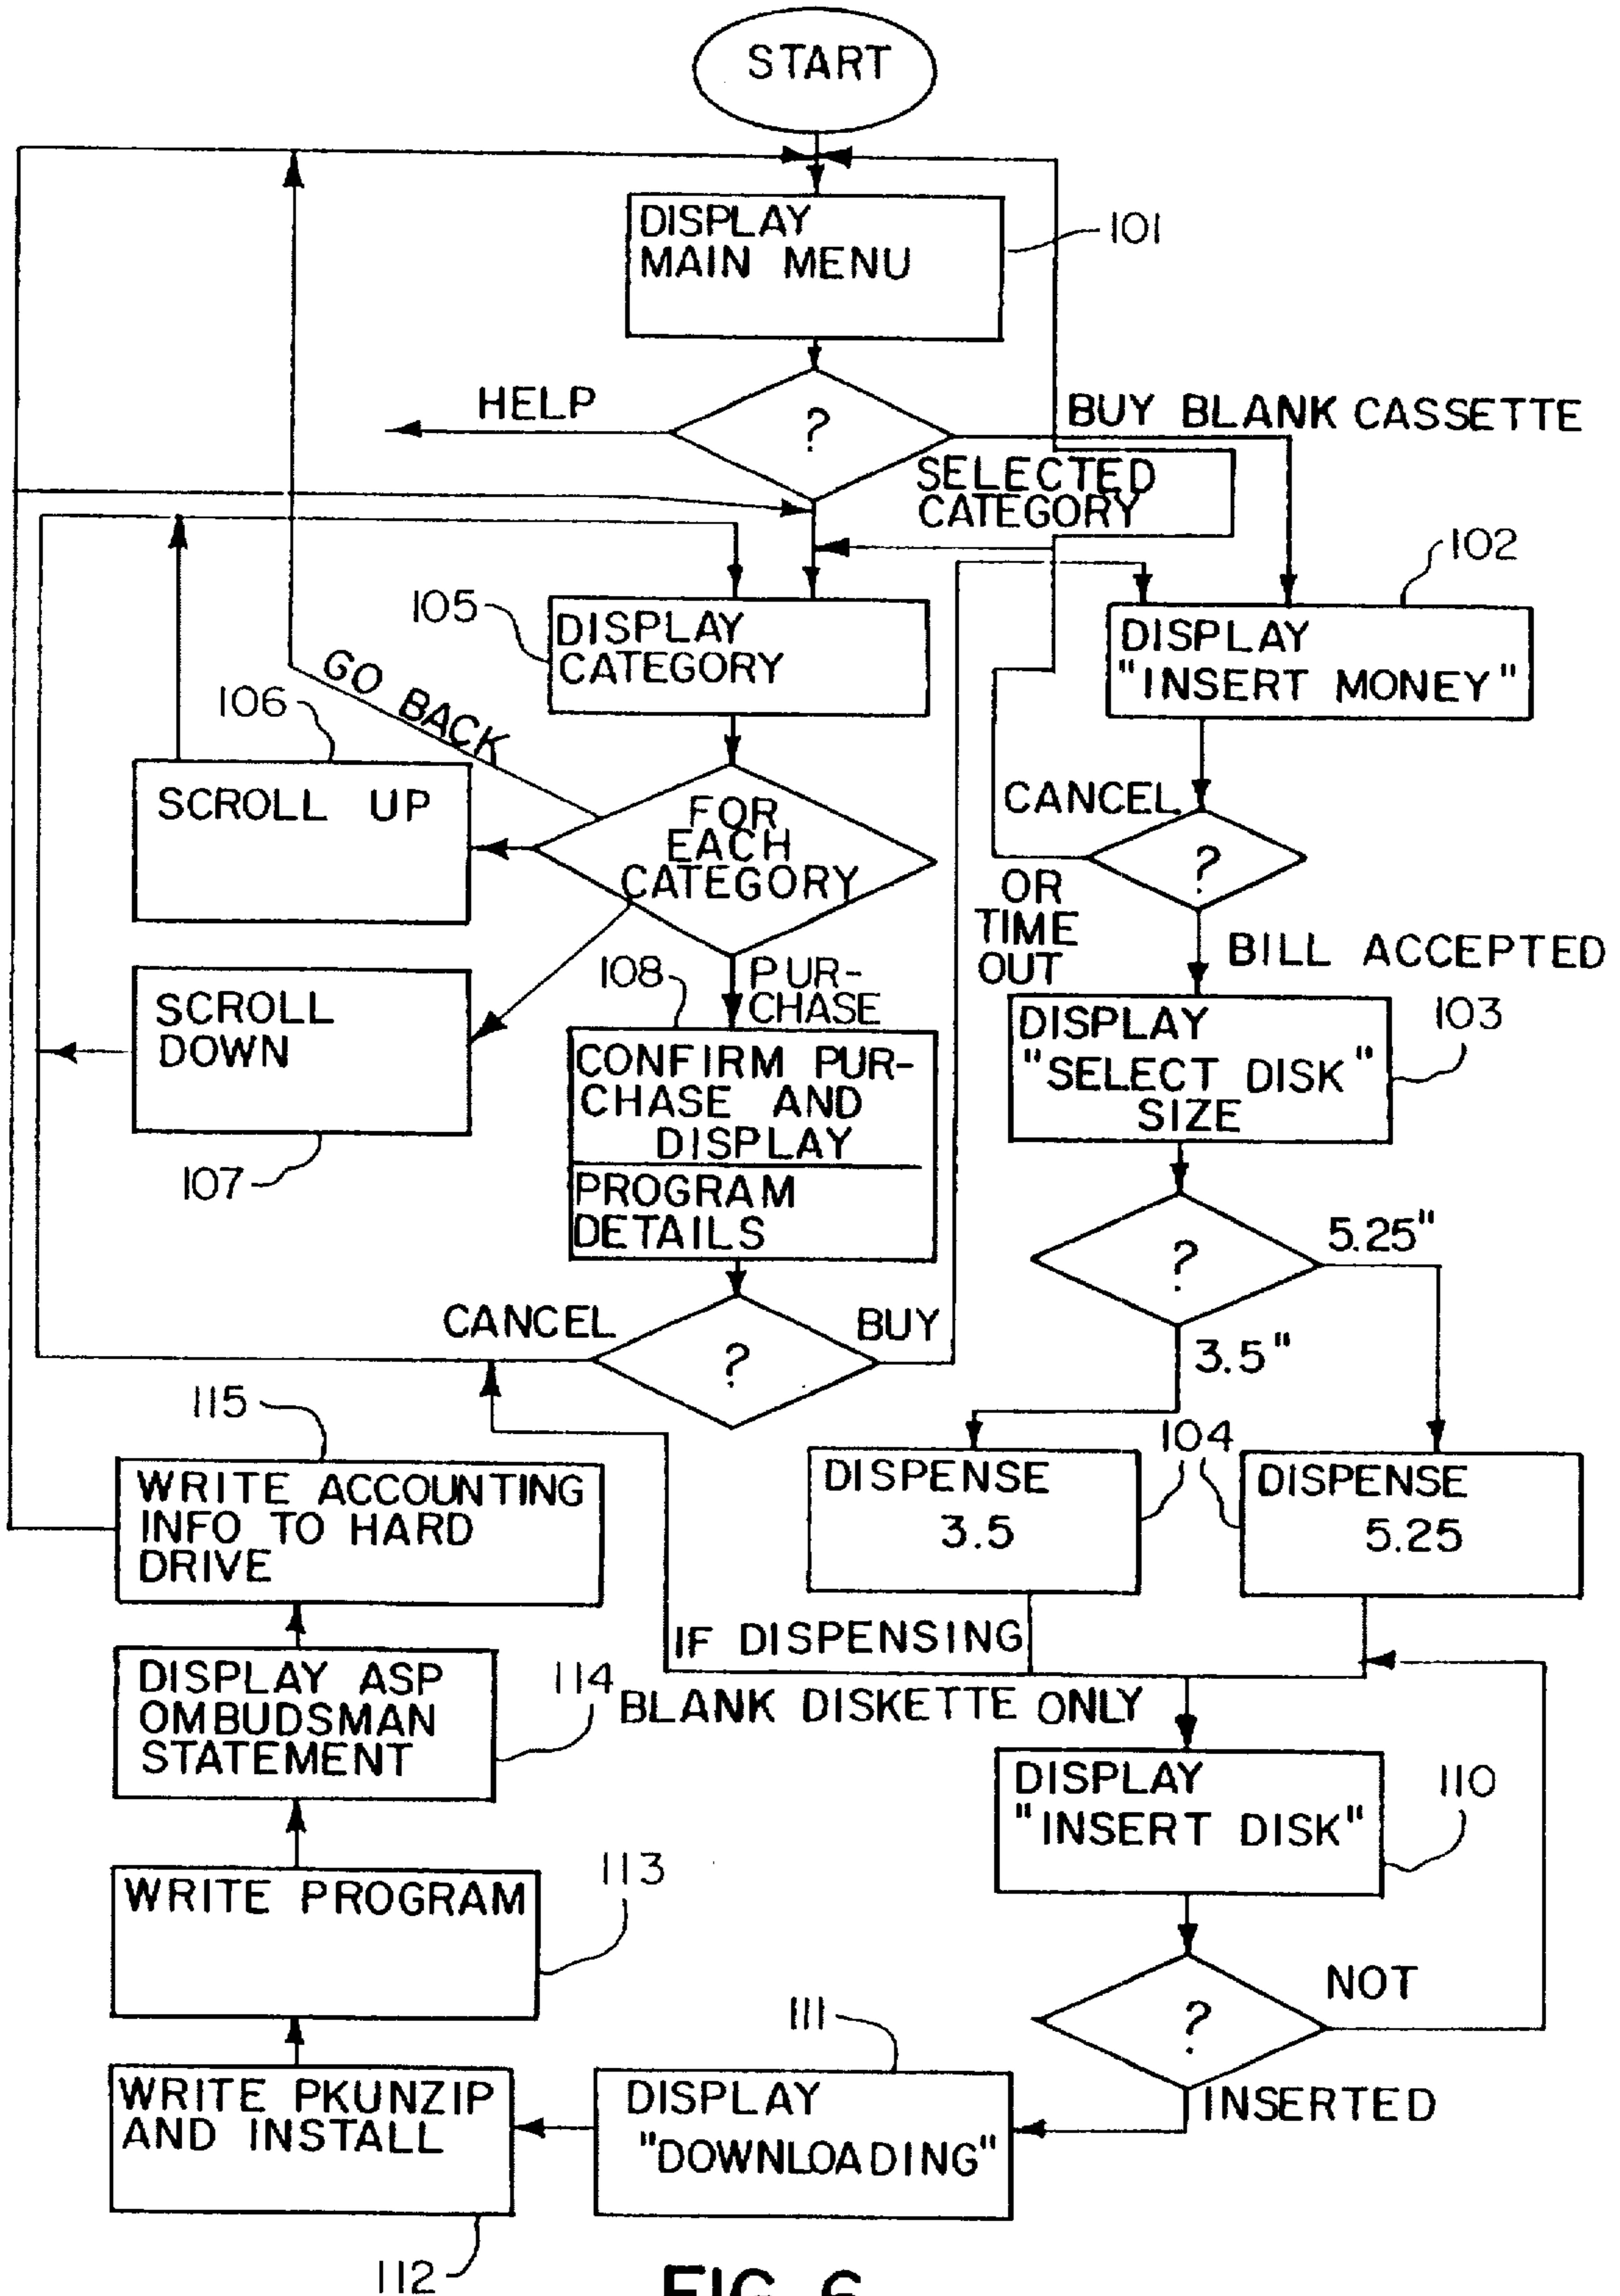 START
DISPLAY
MAIN MENU
101
HELP
?
BUY BLANK CASSETTE
SELECTED
CATEGORY
102
105
DISPLAY
CATEGORY
DISPLAY
"INSERT MONEY"
GO BACK
106
SCROLL UP
FOR
EACH
CATEGORY
CANCEL
?
OR
TIME
OUT
BILL ACCEPTED
SCROLL
DOWN
107
108
PUR-
CHASE
CONFIRM PUR-
CHASE AND
DISPLAY
PROGRAM
DETAILS
DISPLAY
"SELECT DISK"
SIZE
103
?
5.25"
3.5"
CANCEL
?
BUY
115
WRITE ACCOUNTING
INFO TO HARD
DRIVE
DISPENSE
3.5
104
DISPENSE
5.25
IF DISPENSING
BLANK DISKETTE ONLY
DISPLAY ASP
OMBUDSMAN
STATEMENT
114
DISPLAY
"INSERT DISK"
110
WRITE PROGRAM
113
?
NOT
INSERTED
111
DISPLAY
"DOWNLOADING"
WRITE PKUNZIP
AND INSTALL
112
FIG. 6